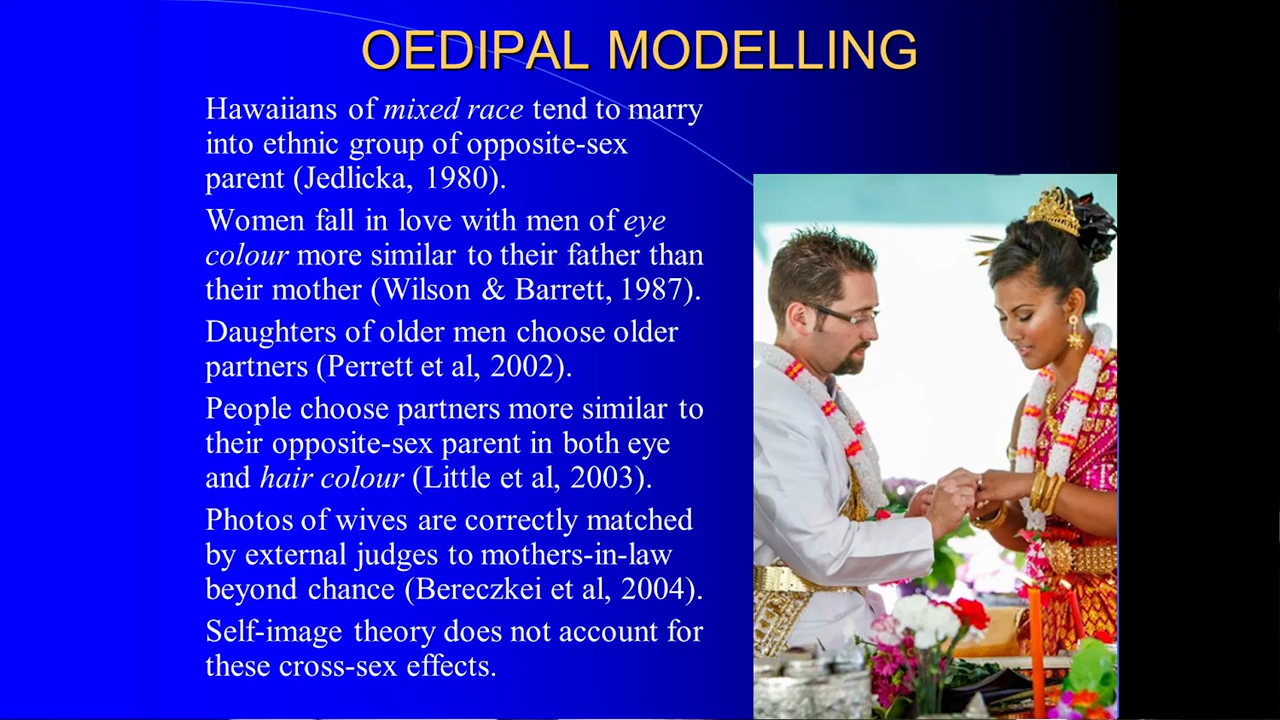 OEDIPAL MODELLING
Hawaiians of mixed race tend to marry
into ethnic group of opposite-sex
parent (Jedlicka, 1980).
Women fall in love with men of eye
colour more similar to their father than
their mother (Wilson & Barrett, 1987).
Daughters of older men choose older
partners (Perrett et al, 2002).
People choose partners more similar to
their opposite-sex parent in both eye
and hair colour (Little et al, 2003).
Photos of wives are correctly matched
by external judges to mothers-in-law
beyond chance (Bereczkei et al, 2004).
Self-image theory does not account for
these cross-sex effects.